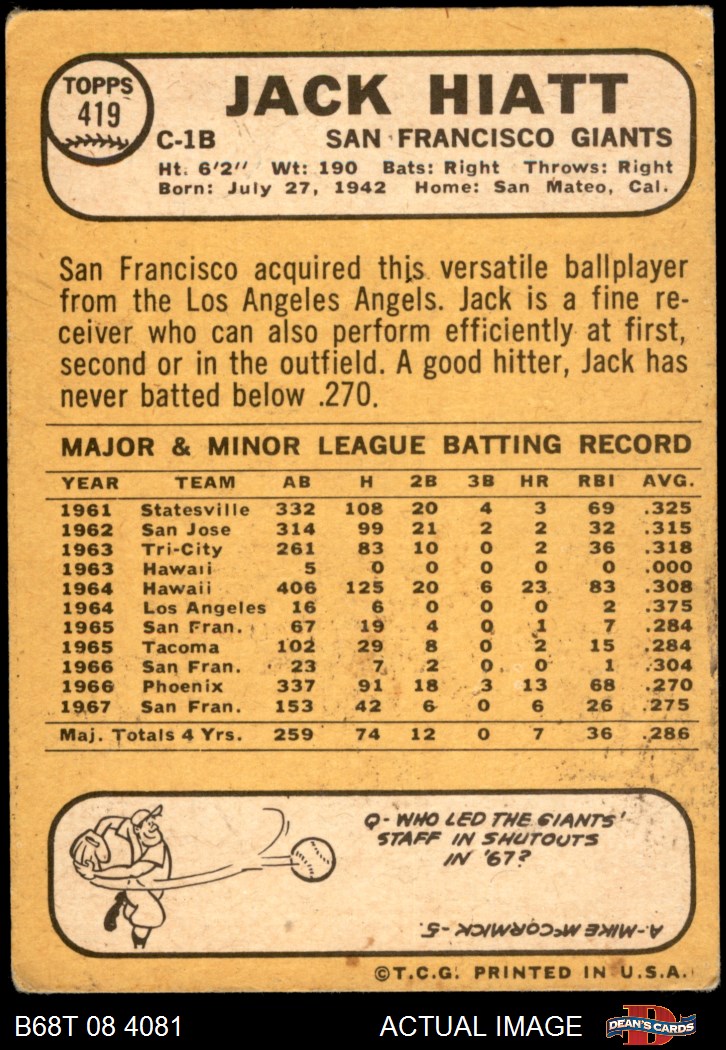 TOPPS
419
JACK HIATT
C-1B SAN FRANCISCO GIANTS
Ht. 6'2" Wt: 190 Bats: Right Throws: Right
Born: July 27, 1942 Home: San Mateo, Cal.
San Francisco acquired this versatile ballplayer
from the Los Angeles Angels. Jack is a fine re-
ceiver who can also perform efficiently at first,
second or in the outfield. A good hitter, Jack has
never batted below .270.
MAJOR & MINOR LEAGUE BATTING RECORD
YEAR TEAM AB H 2B 3B HR RBI AVG.
1961 Statesville 332 108 20 4 3 69 .325
1962 San Jose 314 99 21 2 2 32 .315
1963 Tri-City 261 83 10 0 2 36 .318
1963 Hawaii 5 0 0 0 0 0 .000
1964 Hawaii 406 125 20 6 23 83 .308
1964 Los Angeles 16 6 0 0 0 2 .375
1965 San Fran. 67 19 4 0 1 7 .284
1965 Tacoma 102 29 8 0 2 15 .284
1966 San Fran. 23 7 2 0 0 1 .304
1966 Phoenix 337 91 18 3 13 68 .270
1967 San Fran. 153 42 6 0 6 26 .275
Maj. Totals 4 Yrs. 259 74 12 0 7 36 .286
Q- WHO LED THE GIANTS'
STAFF IN SHUTOUTS
IN '67?
A-MIKE McCORMICK -5.
©T.C.G. PRINTED IN U.S.A.
B68T 08 4081 ACTUAL IMAGE D DEAN'S CARDS